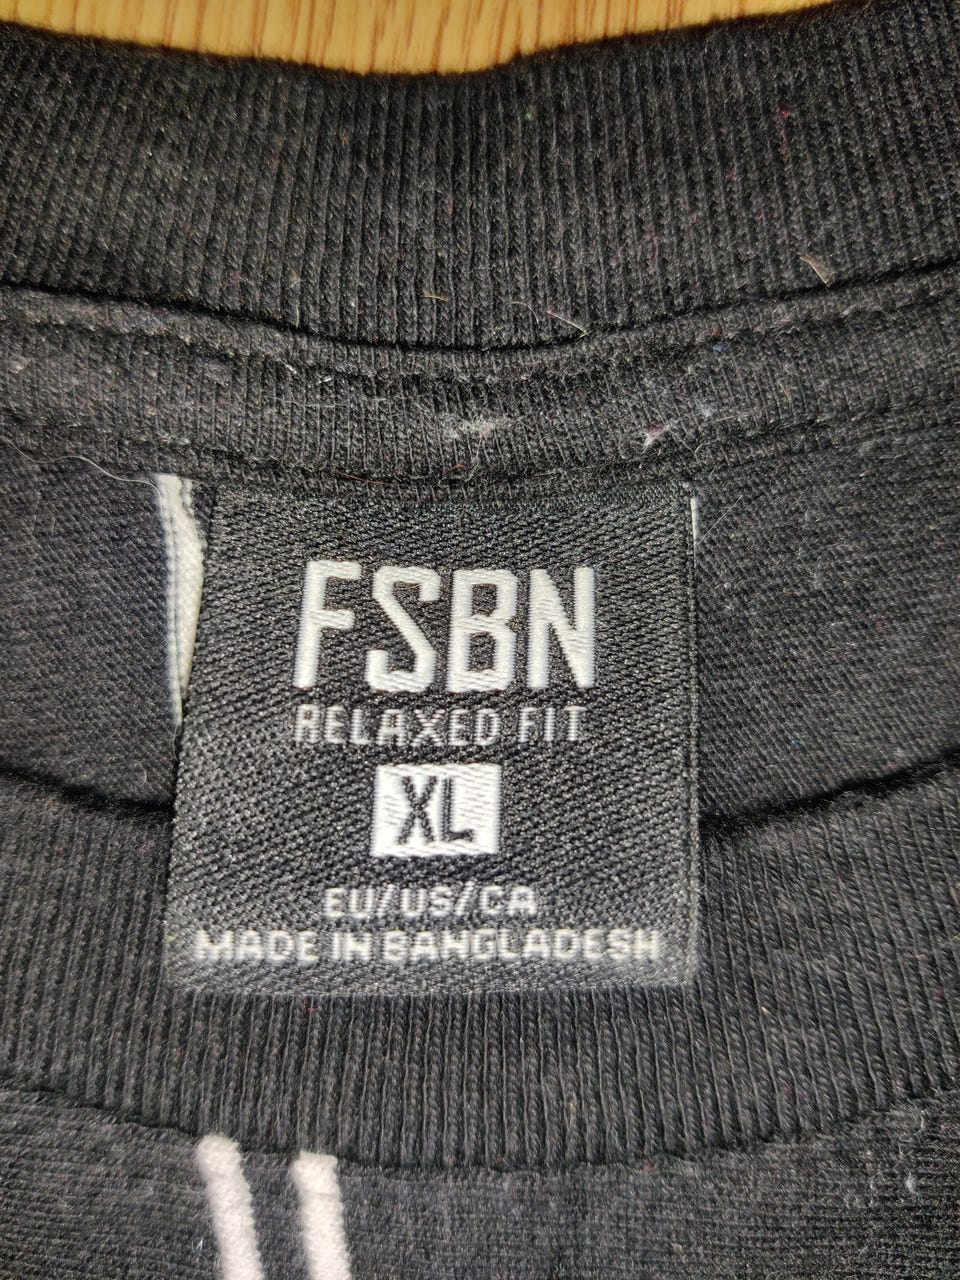 FSBN
RELAXED FIT
XL
EU/US/CA
MADE IN BANGLADESH